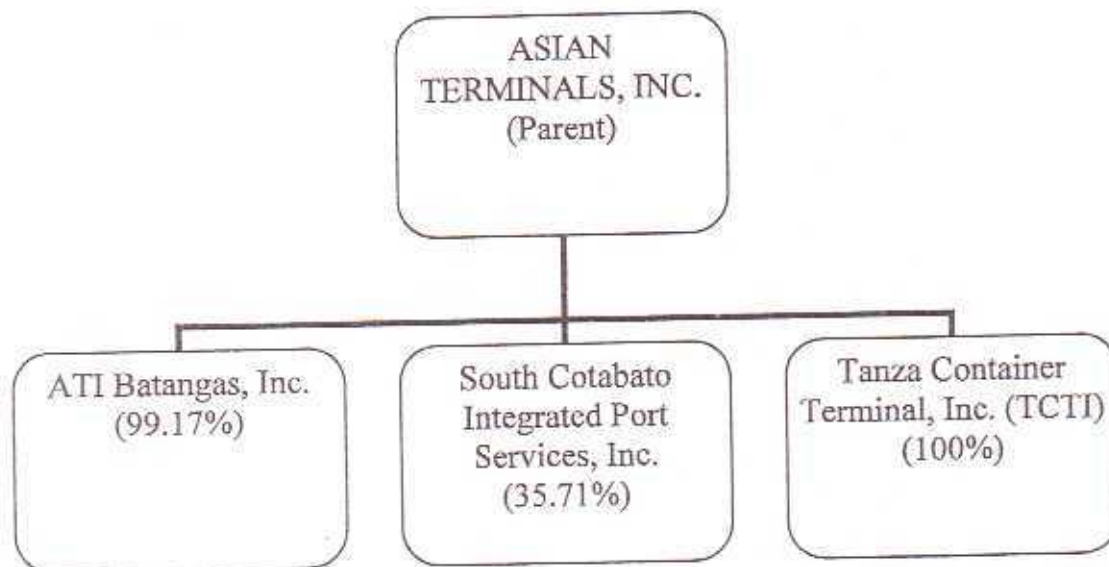 ASIAN
TERMINALS, INC.
(Parent)
ATI Batangas, Inc.
(99.17%)
South Cotabato
Integrated Port
Services, Inc.
(35.71%)
Tanza Container
Terminal, Inc. (TCTI)
(100%)